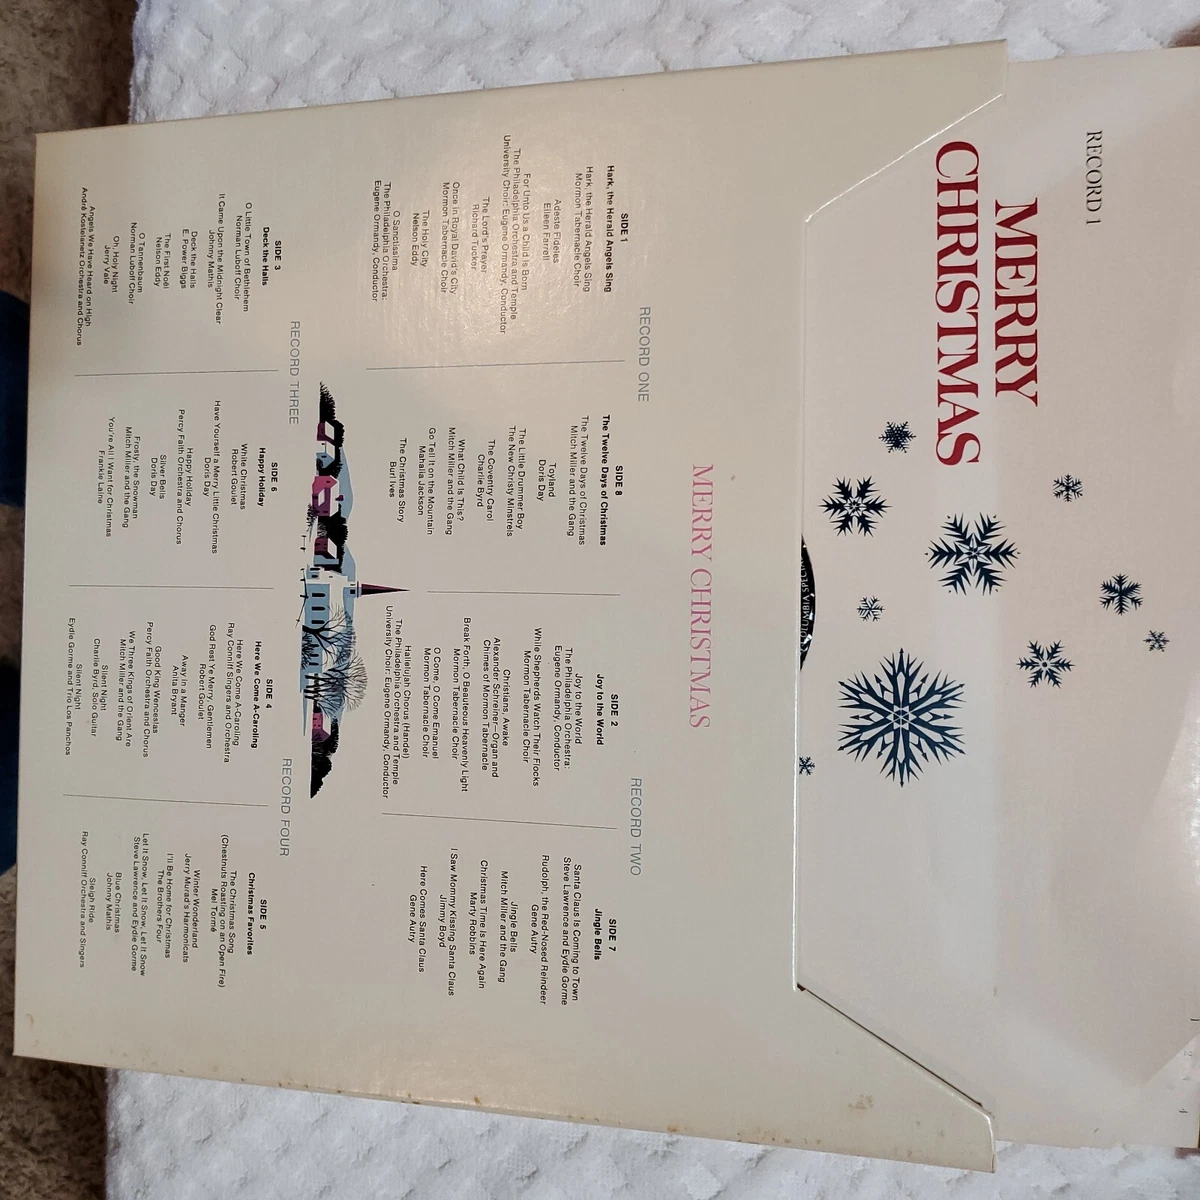 RECORD 1
MERRY
CHRISTMAS
MBIA SPECIA
MERRY CHRISTMAS
RECORD ONE
SIDE 1
Hark, the Herald Angels Sing
Hark, the Herald Angels Sing
Mormon Tabernacle Choir
Adeste Fideles
Eileen Farrell
For Unto Us a Child Is Born
The Philadelphia Orchestra and Temple
University Choir: Eugene Ormandy, Conductor
The Lord's Prayer
Richard Tucker
Once in Royal David's City
Mormon Tabernacle Choir
The Holy City
Nelson Eddy
O Sanctissima
The Philadelphia Orchestra:
Eugene Ormandy, Conductor
SIDE 8
The Twelve Days of Christmas
The Twelve Days of Christmas
Mitch Miller and the Gang
Toyland
Doris Day
The Little Drummer Boy
The New Christy Minstrels
The Coventry Carol
Charlie Byrd
What Child Is This?
Mitch Miller and the Gang
Go Tell It on the Mountain
Mahalia Jackson
The Christmas Story
Burl Ives
RECORD TWO
SIDE 2
Joy to the World
Joy to the World
The Philadelphia Orchestra:
Eugene Ormandy, Conductor
While Shepherds Watch Their Flocks
Mormon Tabernacle Choir
Christians Awake
Alexander Schreiner—Organ and
Chimes of Mormon Tabernacle
Break Forth, O Beauteous Heavenly Light
Mormon Tabernacle Choir
O Come, O Come Emanuel
Mormon Tabernacle Choir
Hallelujah Chorus (Handel)
The Philadelphia Orchestra and Temple
University Choir: Eugene Ormandy, Conductor
SIDE 7
Jingle Bells
Santa Claus Is Coming to Town
Steve Lawrence and Eydie Gorme
Rudolph, the Red-Nosed Reindeer
Gene Autry
Jingle Bells
Mitch Miller and the Gang
Christmas Time Is Here Again
Marty Robbins
I Saw Mommy Kissing Santa Claus
Jimmy Boyd
Here Comes Santa Claus
Gene Autry
RECORD THREE
SIDE 3
Deck the Halls
O Little Town of Bethlehem
Norman Luboff Choir
It Came Upon the Midnight Clear
Johnny Mathis
Deck the Halls
E. Power Biggs
The First Noël
Nelson Eddy
O Tannenbaum
Norman Luboff Choir
Oh, Holy Night
Jerry Vale
Angels We Have Heard on High
André Kostelanetz Orchestra and Chorus
SIDE 6
Happy Holiday
Have Yourself a Merry Little Christmas
Doris Day
White Christmas
Robert Goulet
Happy Holiday
Percy Faith Orchestra and Chorus
Silver Bells
Doris Day
Frosty, the Snowman
Mitch Miller and the Gang
You're All I Want for Christmas
Frankie Laine
RECORD FOUR
SIDE 4
Here We Come A-Caroling
Here We Come A-Caroling
Ray Conniff Singers and Orchestra
God Rest Ye Merry, Gentlemen
Robert Goulet
Away in a Manger
Anita Bryant
Good King Wenceslas
Percy Faith Orchestra and Chorus
We Three Kings of Orient Are
Mitch Miller and the Gang
Silent Night
Charlie Byrd, Solo Guitar
Silent Night
Eydie Gorme and Trio Los Panchos
SIDE 5
Christmas Favorites
The Christmas Song
(Chestnuts Roasting on an Open Fire)
Mel Tormé
Winter Wonderland
Jerry Murad's Harmonicats
I'll Be Home for Christmas
The Brothers Four
Let It Snow, Let It Snow, Let It Snow
Steve Lawrence and Eydie Gorme
Blue Christmas
Johnny Mathis
Sleigh Ride
Ray Conniff Orchestra and Singers